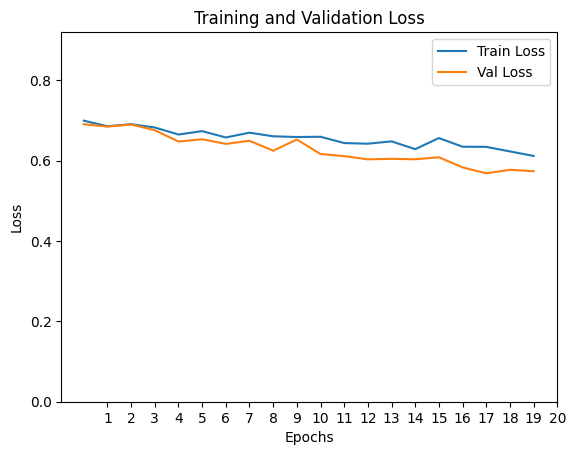 Training and Validation Loss
Train Loss
Val Loss
0.8
0.6
0.4
0.2
0.0
Loss
1 2 3 4 5 6 7 8 9 10 11 12 13 14 15 16 17 18 19 20
Epochs